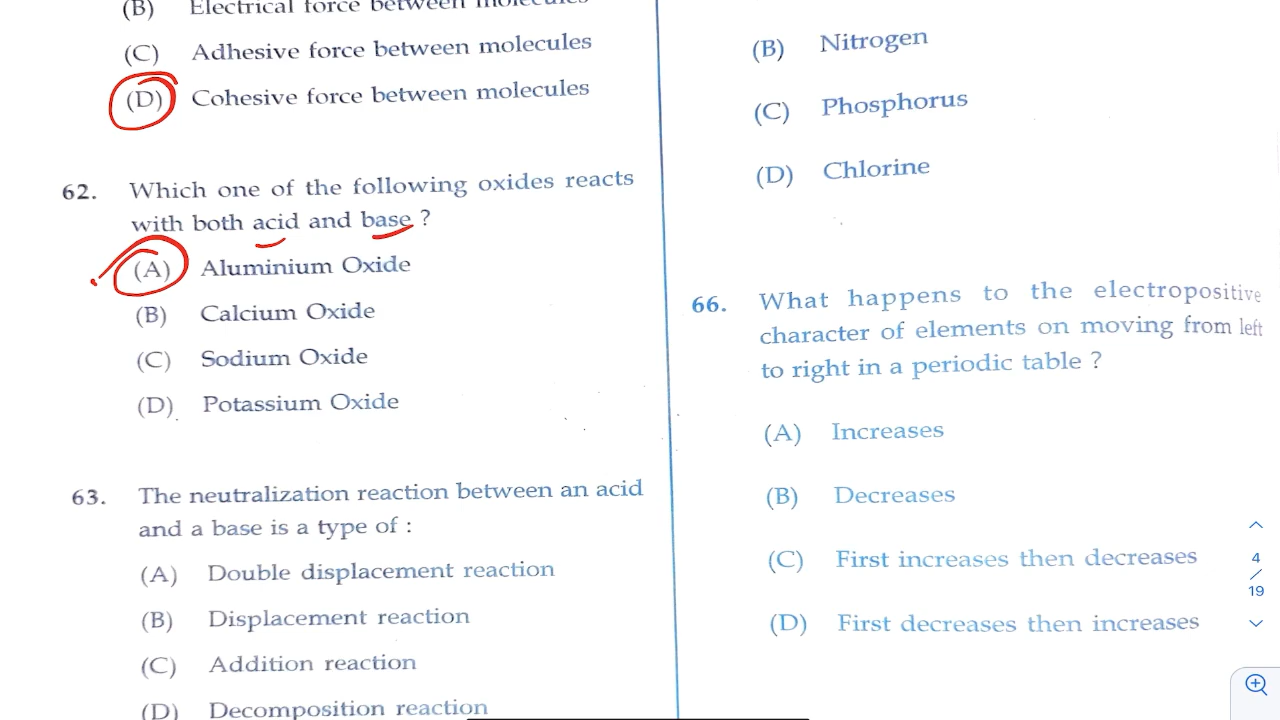 (B) Electrical force between molecules
(C) Adhesive force between molecules
(D) Cohesive force between molecules
62. Which one of the following oxides reacts
with both acid and base ?
(A) Aluminium Oxide
(B) Calcium Oxide
(C) Sodium Oxide
(D) Potassium Oxide
63. The neutralization reaction between an acid
and a base is a type of :
(A) Double displacement reaction
(B) Displacement reaction
(C) Addition reaction
(D) Decomposition reaction
(B) Nitrogen
(C) Phosphorus
(D) Chlorine
66. What happens to the electropositive
character of elements on moving from left
to right in a periodic table ?
(A) Increases
(B) Decreases
(C) First increases then decreases
(D) First decreases then increases
4
/
19